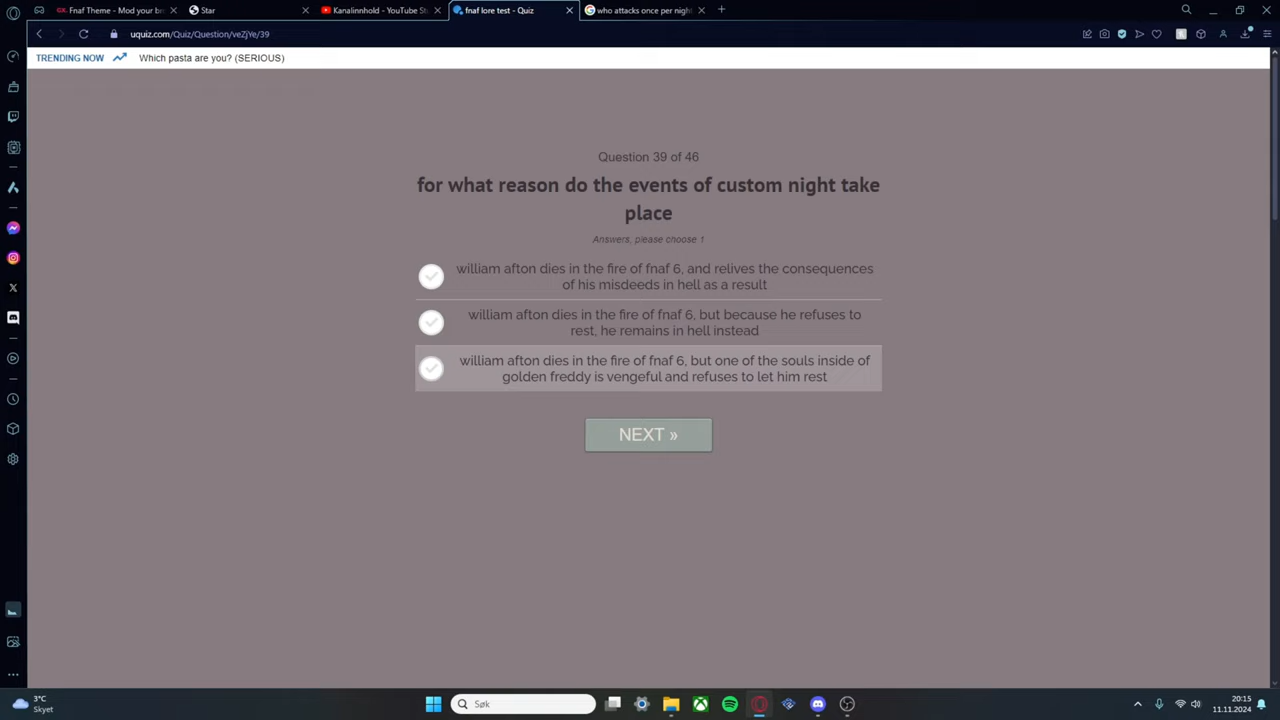 Fnaf Theme - Mod your br
Star
Kanalinnhold - YouTube St
fnaf lore test - Quiz
who attacks once per night
uquiz.com/Quiz/Question/veZjYe/39
TRENDING NOW Which pasta are you? (SERIOUS)
Question 39 of 46
for what reason do the events of custom night take
place
Answers, please choose 1
william afton dies in the fire of fnaf 6, and relives the consequences
of his misdeeds in hell as a result
william afton dies in the fire of fnaf 6, but because he refuses to
rest, he remains in hell instead
william afton dies in the fire of fnaf 6, but one of the souls inside of
golden freddy is vengeful and refuses to let him rest
NEXT »
3°C
Skyet
Søk
20:15
11.11.2024